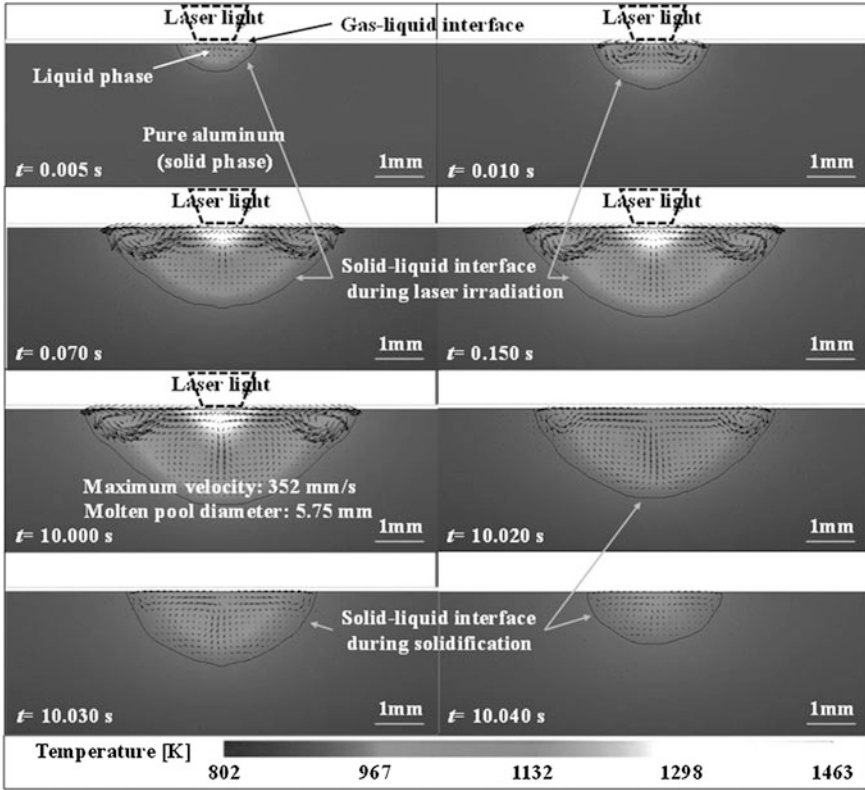 Laser light
Gas-liquid interface
Liquid phase
Pure aluminum
(solid phase)
t= 0.005 s
1mm
Laser light
t= 0.010 s
1mm
Laser light
Solid-liquid interface
during laser irradiation
t= 0.070 s
1mm
Laser light
t= 0.150 s
1mm
Laser light
Maximum velocity: 352 mm/s
Molten pool diameter: 5.75 mm
t= 10.000 s
1mm
t= 10.020 s
1mm
Solid-liquid interface
during solidification
t= 10.030 s
1mm
t= 10.040 s
1mm
Temperature [K]
802 967 1132 1298 1463